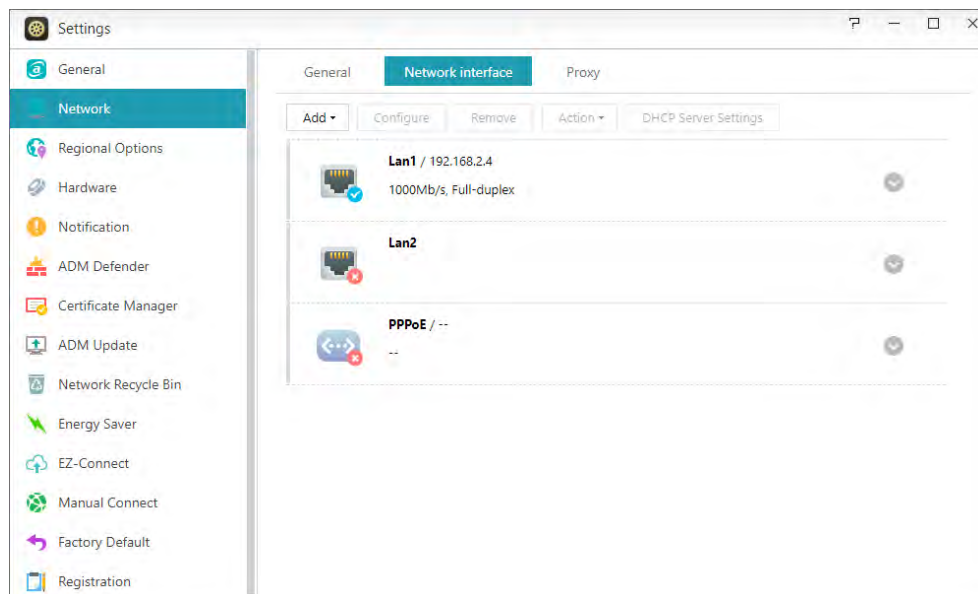 Settings
General
Network
Regional Options
Hardware
Notification
ADM Defender
Certificate Manager
ADM Update
Network Recycle Bin
Energy Saver
EZ-Connect
Manual Connect
Factory Default
Registration
General Network interface Proxy
Add Configure Remove Action DHCP Server Settings
Lan1 / 192.168.2.4
1000Mb/s, Full-duplex
Lan2
PPPoE / --
--